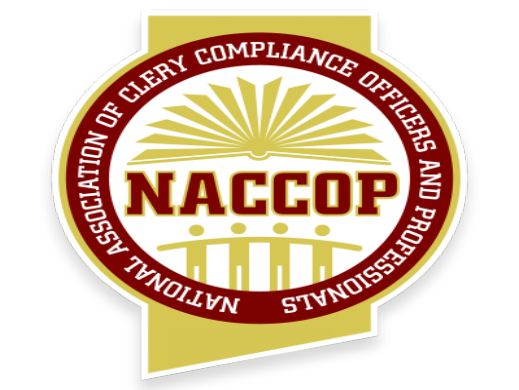 NATIONAL ASSOCIATION OF CLERY COMPLIANCE OFFICERS AND PROFESSIONALS
NACCOP